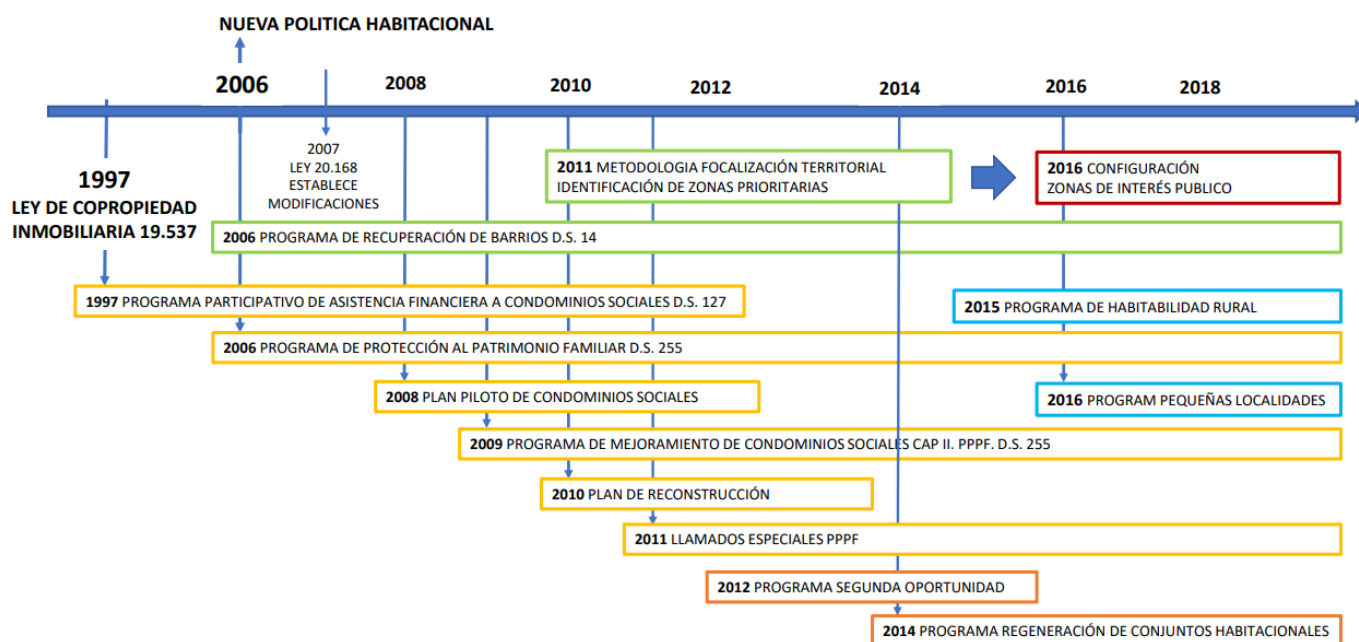 NUEVA POLITICA HABITACIONAL
2006
2008
2010
2012
2014
2016
2018
1997
LEY DE COPROPIEDAD
INMOBILIARIA 19.537
2007
LEY 20.168
ESTABLECE
MODIFICACIONES
2011 METODOLOGIA FOCALIZACIÓN TERRITORIAL
IDENTIFICACIÓN DE ZONAS PRIORITARIAS
2016 CONFIGURACIÓN
ZONAS DE INTERÉS PUBLICO
2006 PROGRAMA DE RECUPERACIÓN DE BARRIOS D.S. 14
1997 PROGRAMA PARTICIPATIVO DE ASISTENCIA FINANCIERA A CONDOMINIOS SOCIALES D.S. 127
2015 PROGRAMA DE HABITABILIDAD RURAL
2006 PROGRAMA DE PROTECCIÓN AL PATRIMONIO FAMILIAR D.S. 255
2008 PLAN PILOTO DE CONDOMINIOS SOCIALES
2016 PROGRAM PEQUEÑAS LOCALIDADES
2009 PROGRAMA DE MEJORAMIENTO DE CONDOMINIOS SOCIALES CAP II. PPPF. D.S. 255
2010 PLAN DE RECONSTRUCCIÓN
2011 LLAMADOS ESPECIALES PPPF
2012 PROGRAMA SEGUNDA OPORTUNIDAD
2014 PROGRAMA REGENERACIÓN DE CONJUNTOS HABITACIONALES